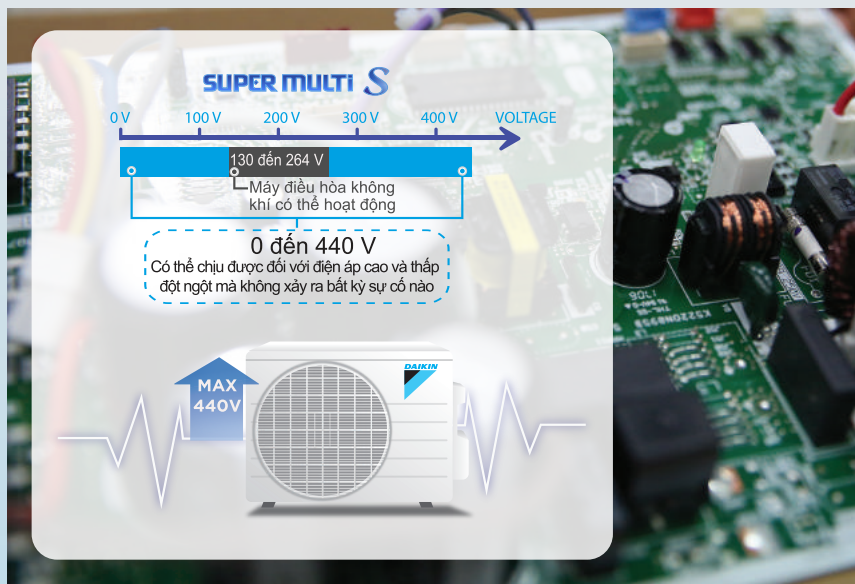 SUPER MULTI S
0 V 100 V 200 V 300 V 400 V VOLTAGE
130 đến 264 V
Máy điều hòa không
khí có thể hoạt động
0 đến 440 V
Có thể chịu được đối với điện áp cao và thấp
đột ngột mà không xảy ra bất kỳ sự cố nào
DAIKIN
MAX
440V
1706